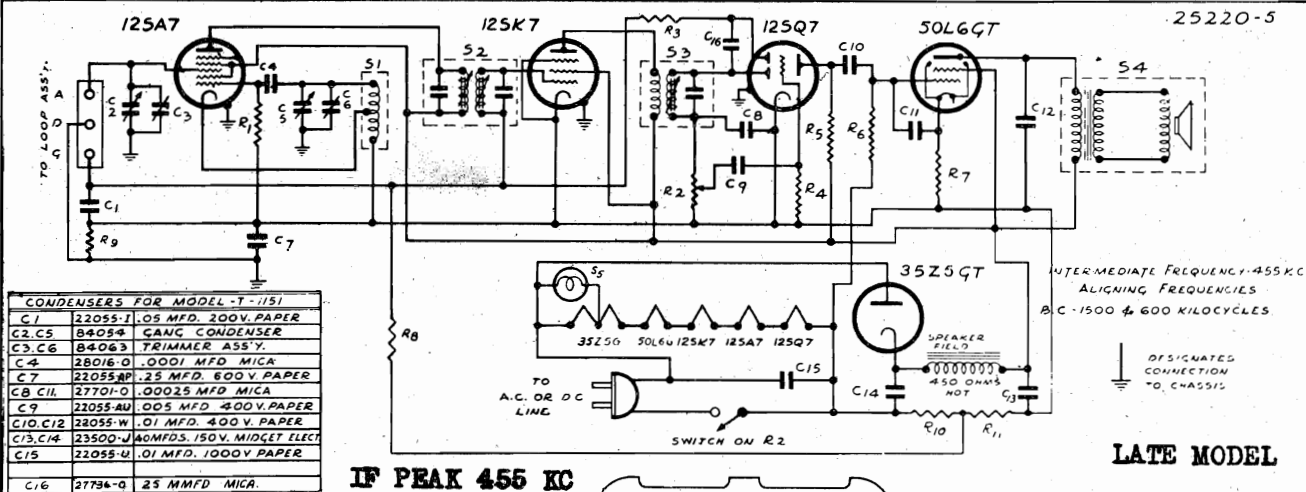 25220-5
12SA7
12SK7
12SQ7
50L6GT
TO LOOP ASS'Y.
A
D
G
C2
C3
R1
C4
C5
C6
S1
S2
R3
S3
C16
C8
C9
R2
R4
R5
C10
R6
C11
R7
C12
S4
C1
R9
C7
R8
S5
35Z5G 50L6G 12SK7 12SA7 12SQ7
35Z5GT
SPEAKER
FIELD
450 OHMS
HOT
C14
C13
R10
R11
C15
TO
A.C. OR DC
LINE
SWITCH ON R2
INTERMEDIATE FREQUENCY-455 KC
ALIGNING FREQUENCIES
B.C-1500 & 600 KILOCYCLES
DESIGNATES
CONNECTION
TO CHASSIS
CONDENSERS FOR MODEL-T-1151
C1 22055-I .05 MFD. 200V. PAPER
C2.C5 84054 GANG CONDENSER
C3.C6 84063 TRIMMER ASS'Y.
C4 28016-O .0001 MFD MICA
C7 22055-AP .25 MFD. 600V. PAPER
C8 C11. 27701-O .00025 MFD MICA
C9 22055-AU .005 MFD 400V. PAPER
C10.C12 22055-W .01 MFD. 400V. PAPER
C13.C14 23500-J 40MFDS. 150V. MIDGET ELECT
C15 22055-U .01 MFD. 1000V PAPER
C16 27736-O 25 MMFD MICA.
IF PEAK 455 KC
LATE MODEL